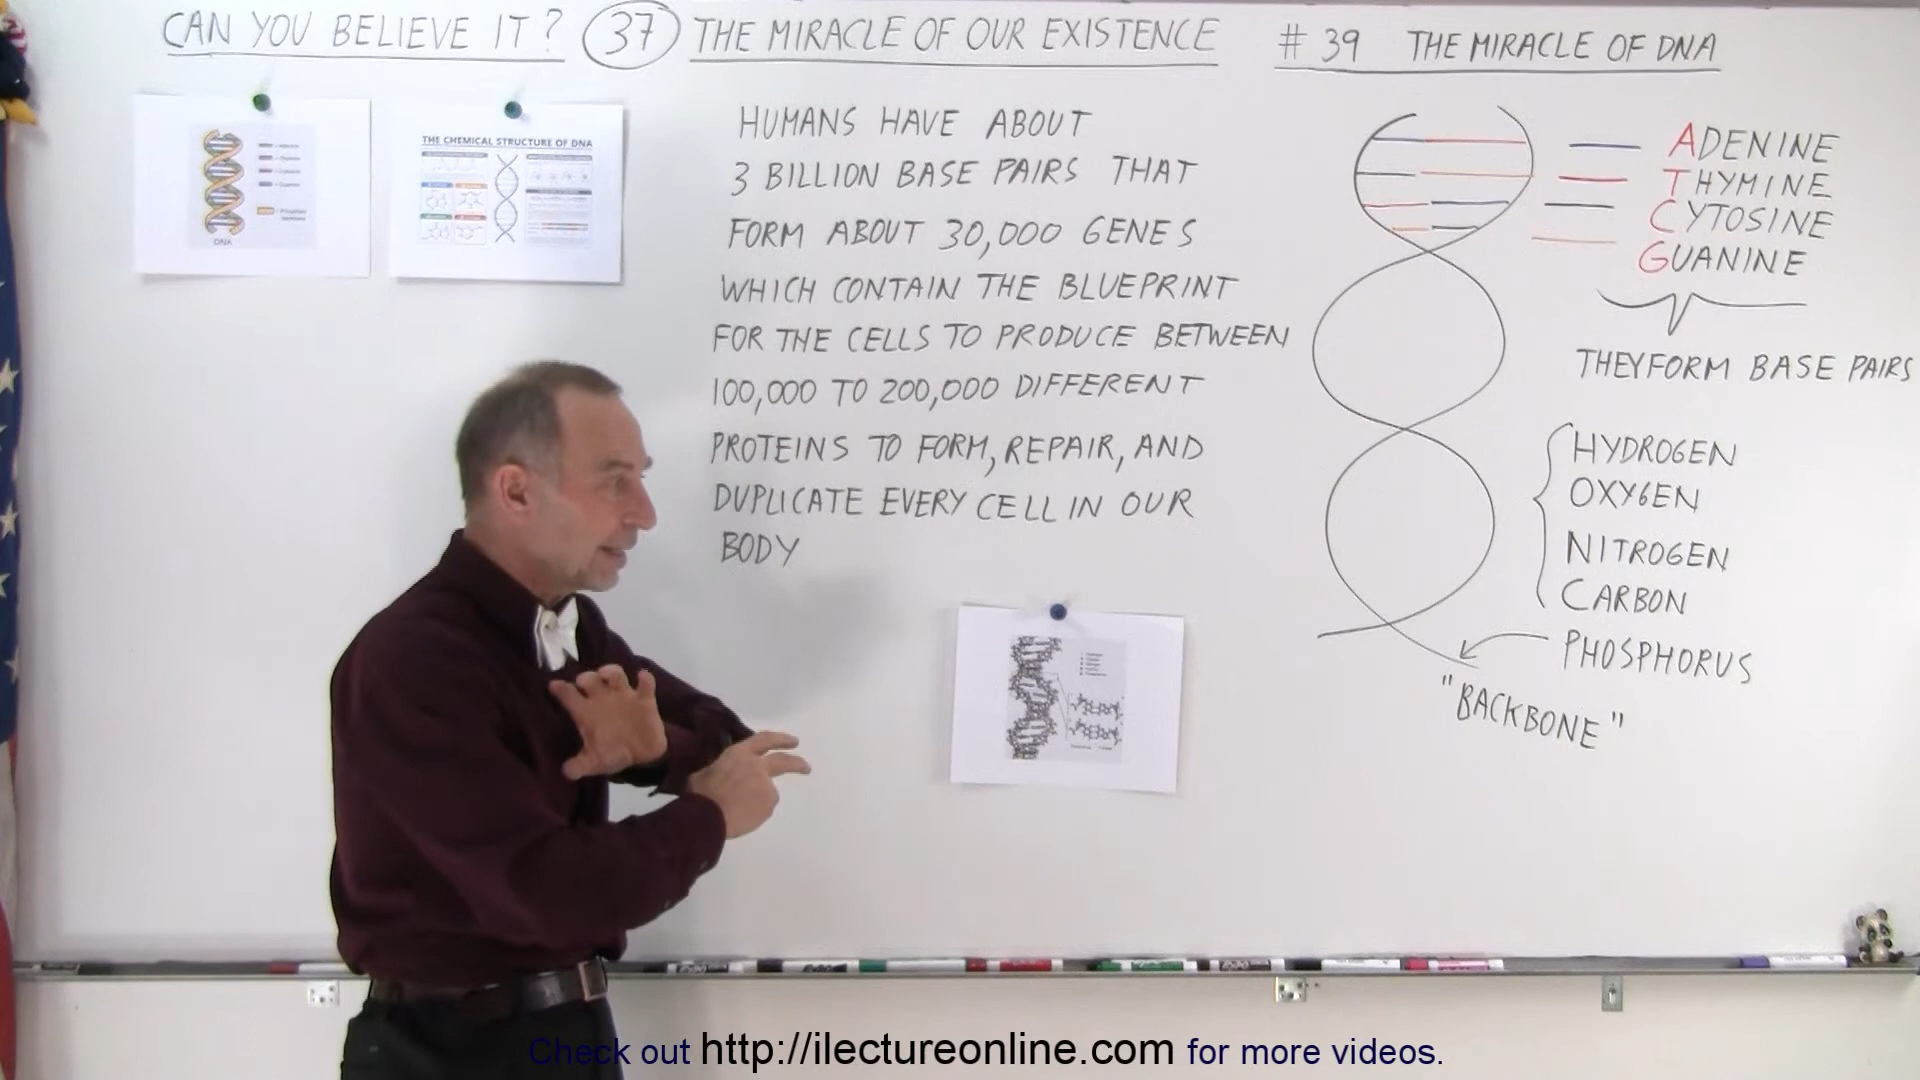 CAN YOU BELIEVE IT? 37 THE MIRACLE OF OUR EXISTENCE # 39 THE MIRACLE OF DNA
DNA
THE CHEMICAL STRUCTURE OF DNA
HUMANS HAVE ABOUT
3 BILLION BASE PAIRS THAT
FORM ABOUT 30,000 GENES
WHICH CONTAIN THE BLUEPRINT
FOR THE CELLS TO PRODUCE BETWEEN
100,000 TO 200,000 DIFFERENT
PROTEINS TO FORM, REPAIR, AND
DUPLICATE EVERY CELL IN OUR
BODY
ADENINE
THYMINE
CYTOSINE
GUANINE
THEY FORM BASE PAIRS
HYDROGEN
OXYGEN
NITROGEN
CARBON
PHOSPHORUS
"BACKBONE"
Check out http://ilectureonline.com for more videos.